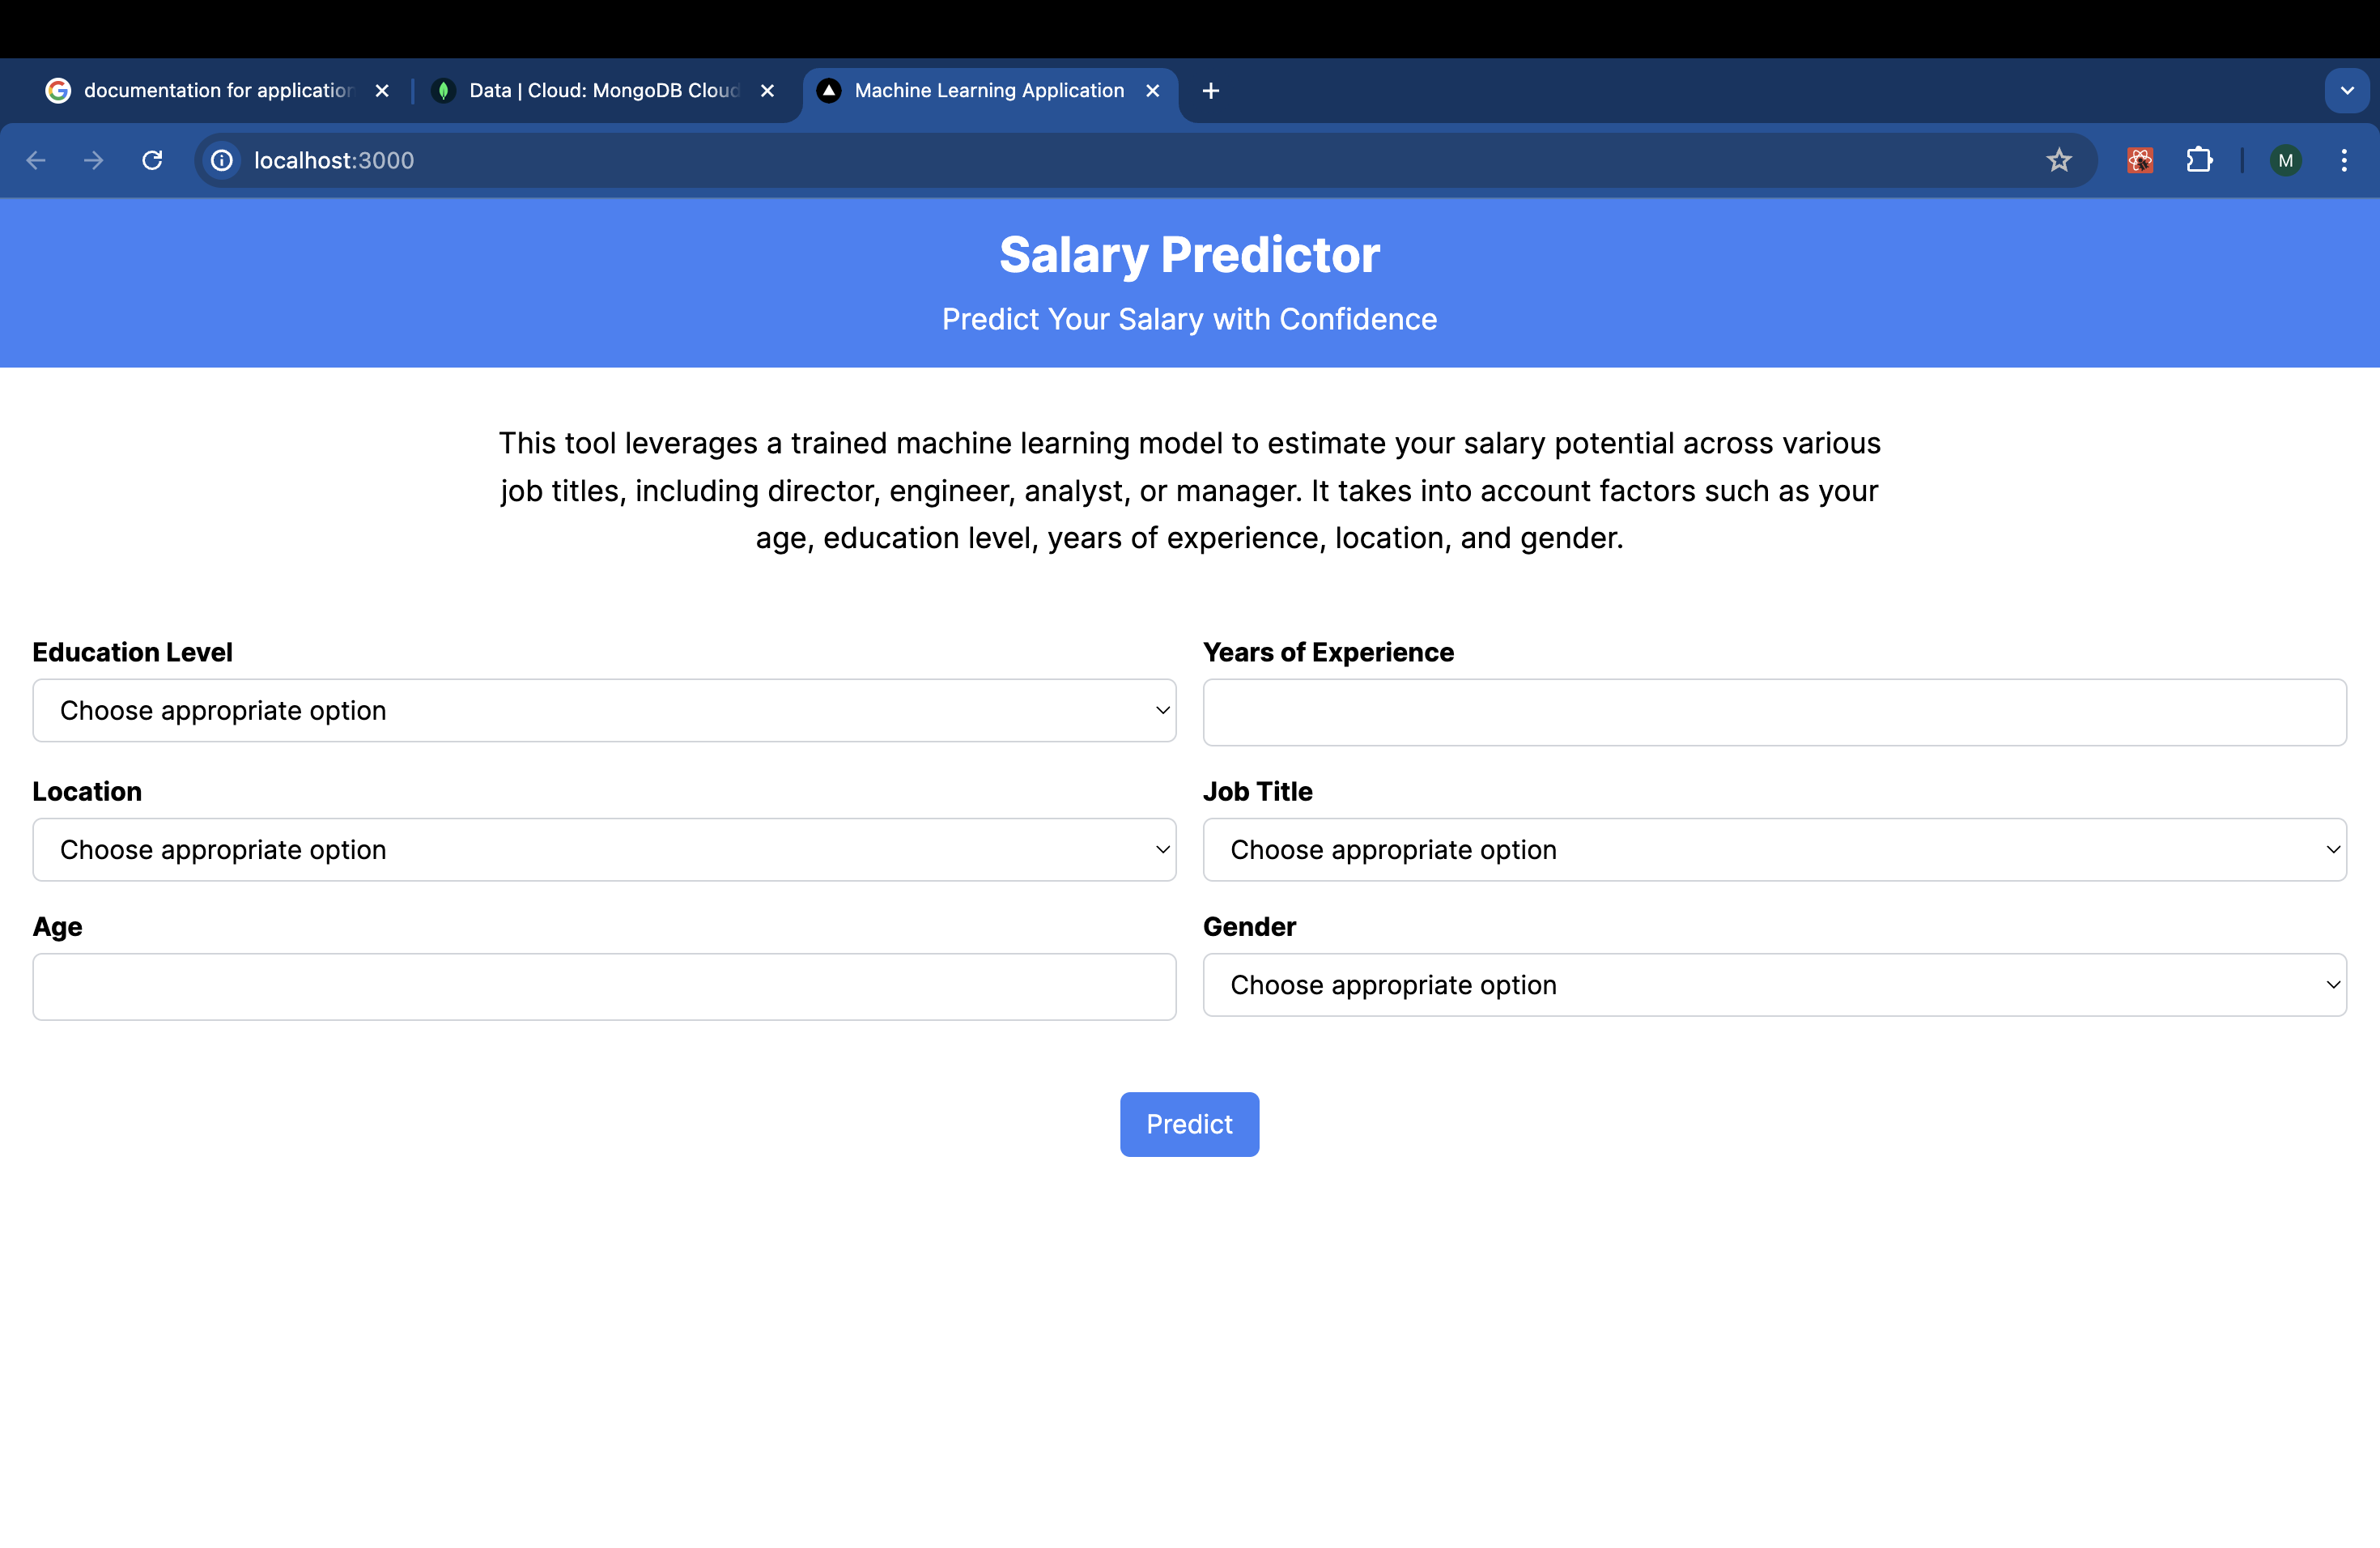 documentation for application
Data | Cloud: MongoDB Cloud
Machine Learning Application
localhost:3000
M
Salary Predictor
Predict Your Salary with Confidence
This tool leverages a trained machine learning model to estimate your salary potential across various
job titles, including director, engineer, analyst, or manager. It takes into account factors such as your
age, education level, years of experience, location, and gender.
Education Level
Years of Experience
Choose appropriate option
Location
Job Title
Choose appropriate option
Choose appropriate option
Age
Gender
Choose appropriate option
Predict